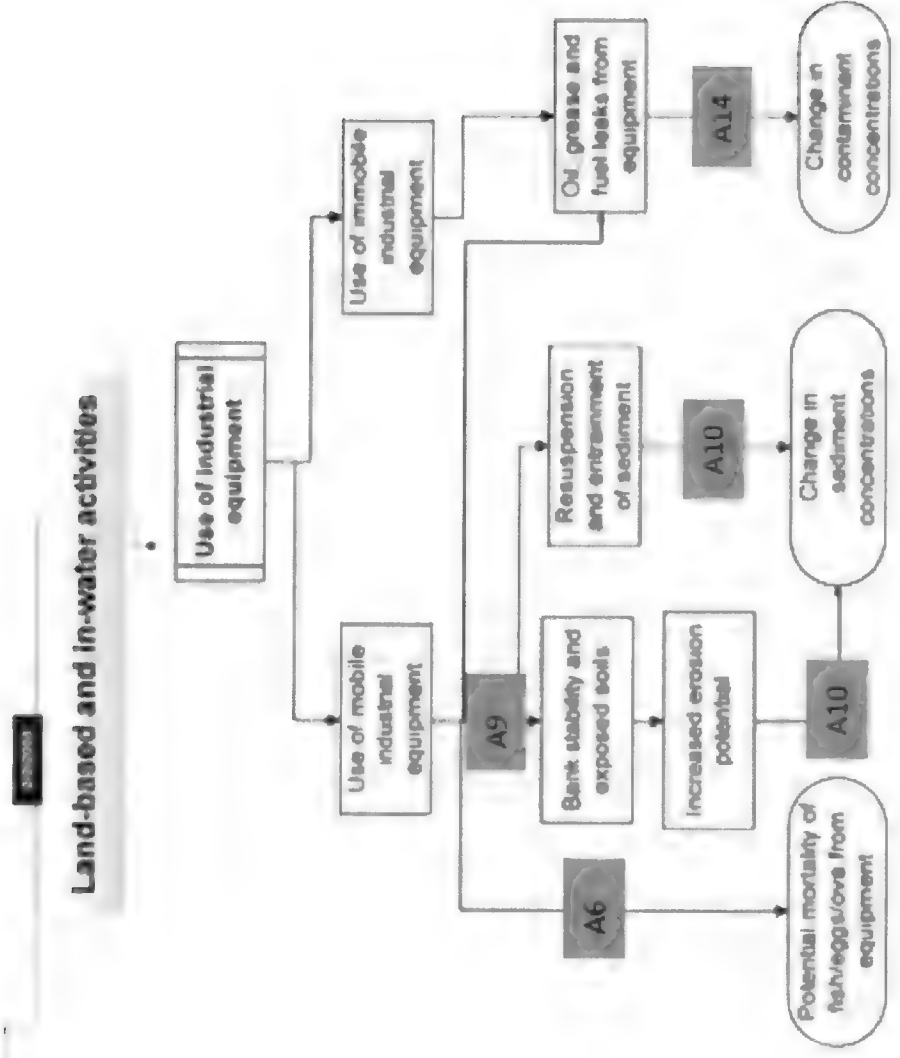 Land-based and in-water activities
Use of industrial
equipment
Use of mobile
industrial
equipment
Use of immobile
industrial
equipment
A9
Oil, grease and
fuel leaks from
equipment
Bank stability and
exposed soils
Resuspension
and entrainment
of sediment
A6
Increased erosion
potential
A10
A14
A10
Potential mortality of
fish/eggs/ova from
equipment
Change in
sediment
concentrations
Change in
contaminant
concentrations